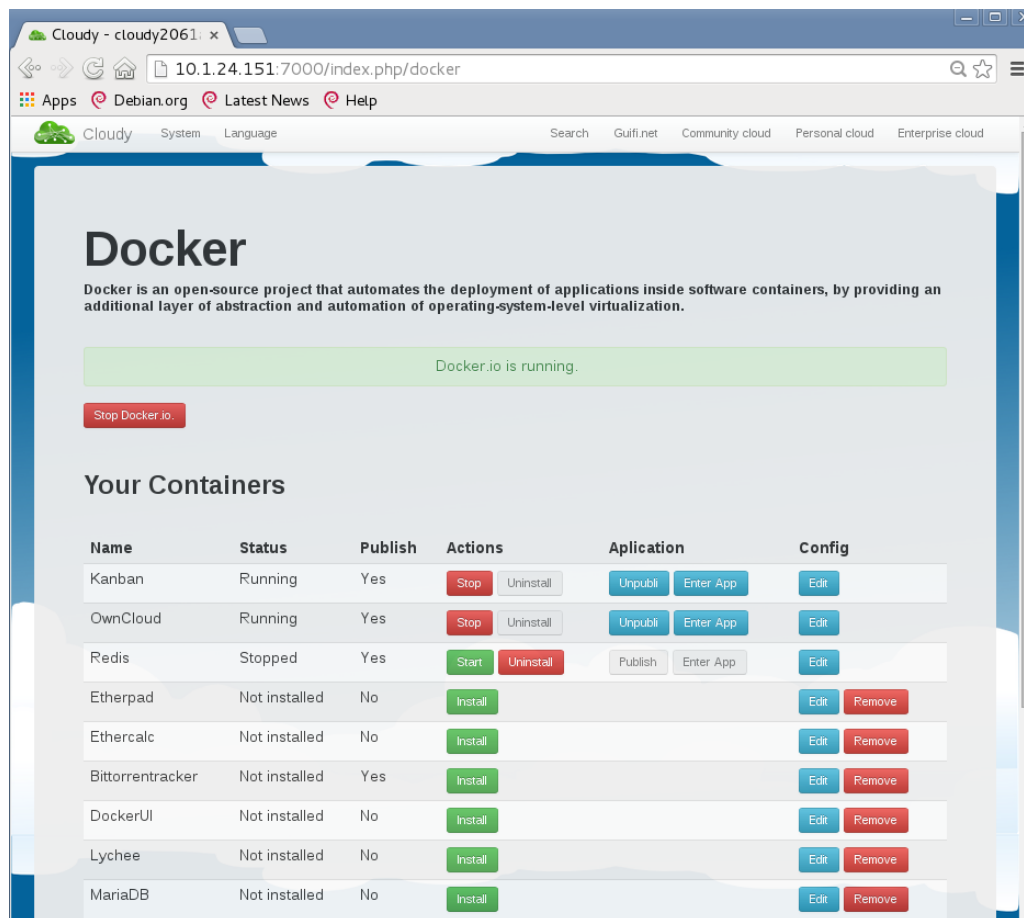 Cloudy - cloudy2061
10.1.24.151:7000/index.php/docker
Apps Debian.org Latest News Help
Cloudy System Language Search Guifi.net Community cloud Personal cloud Enterprise cloud
Docker
Docker is an open-source project that automates the deployment of applications inside software containers, by providing an
additional layer of abstraction and automation of operating-system-level virtualization.
Docker.io is running.
Stop Docker.io.
Your Containers
Name Status Publish Actions Aplication Config
Kanban Running Yes Stop Uninstall Unpubli Enter App Edit
OwnCloud Running Yes Stop Uninstall Unpubli Enter App Edit
Redis Stopped Yes Start Uninstall Publish Enter App Edit
Etherpad Not installed No Install Edit Remove
Ethercalc Not installed No Install Edit Remove
Bittorrentracker Not installed Yes Install Edit Remove
DockerUI Not installed No Install Edit Remove
Lychee Not installed No Install Edit Remove
MariaDB Not installed No Install Edit Remove